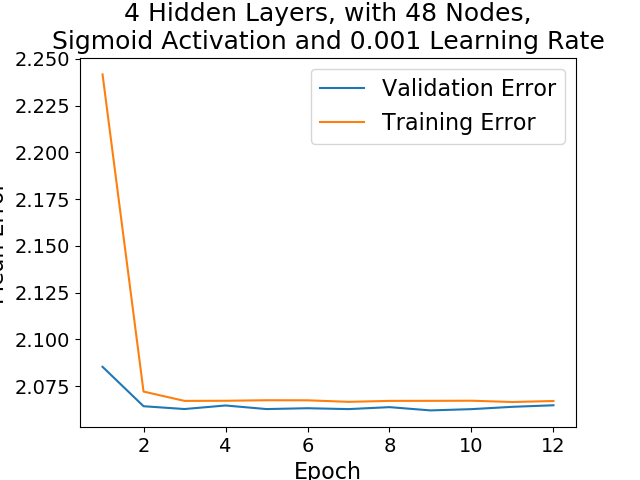 4 Hidden Layers, with 48 Nodes,
Sigmoid Activation and 0.001 Learning Rate
2.250
2.225
2.200
2.175
2.150
2.125
2.100
2.075
Validation Error
Training Error
2 4 6 8 10 12
Epoch